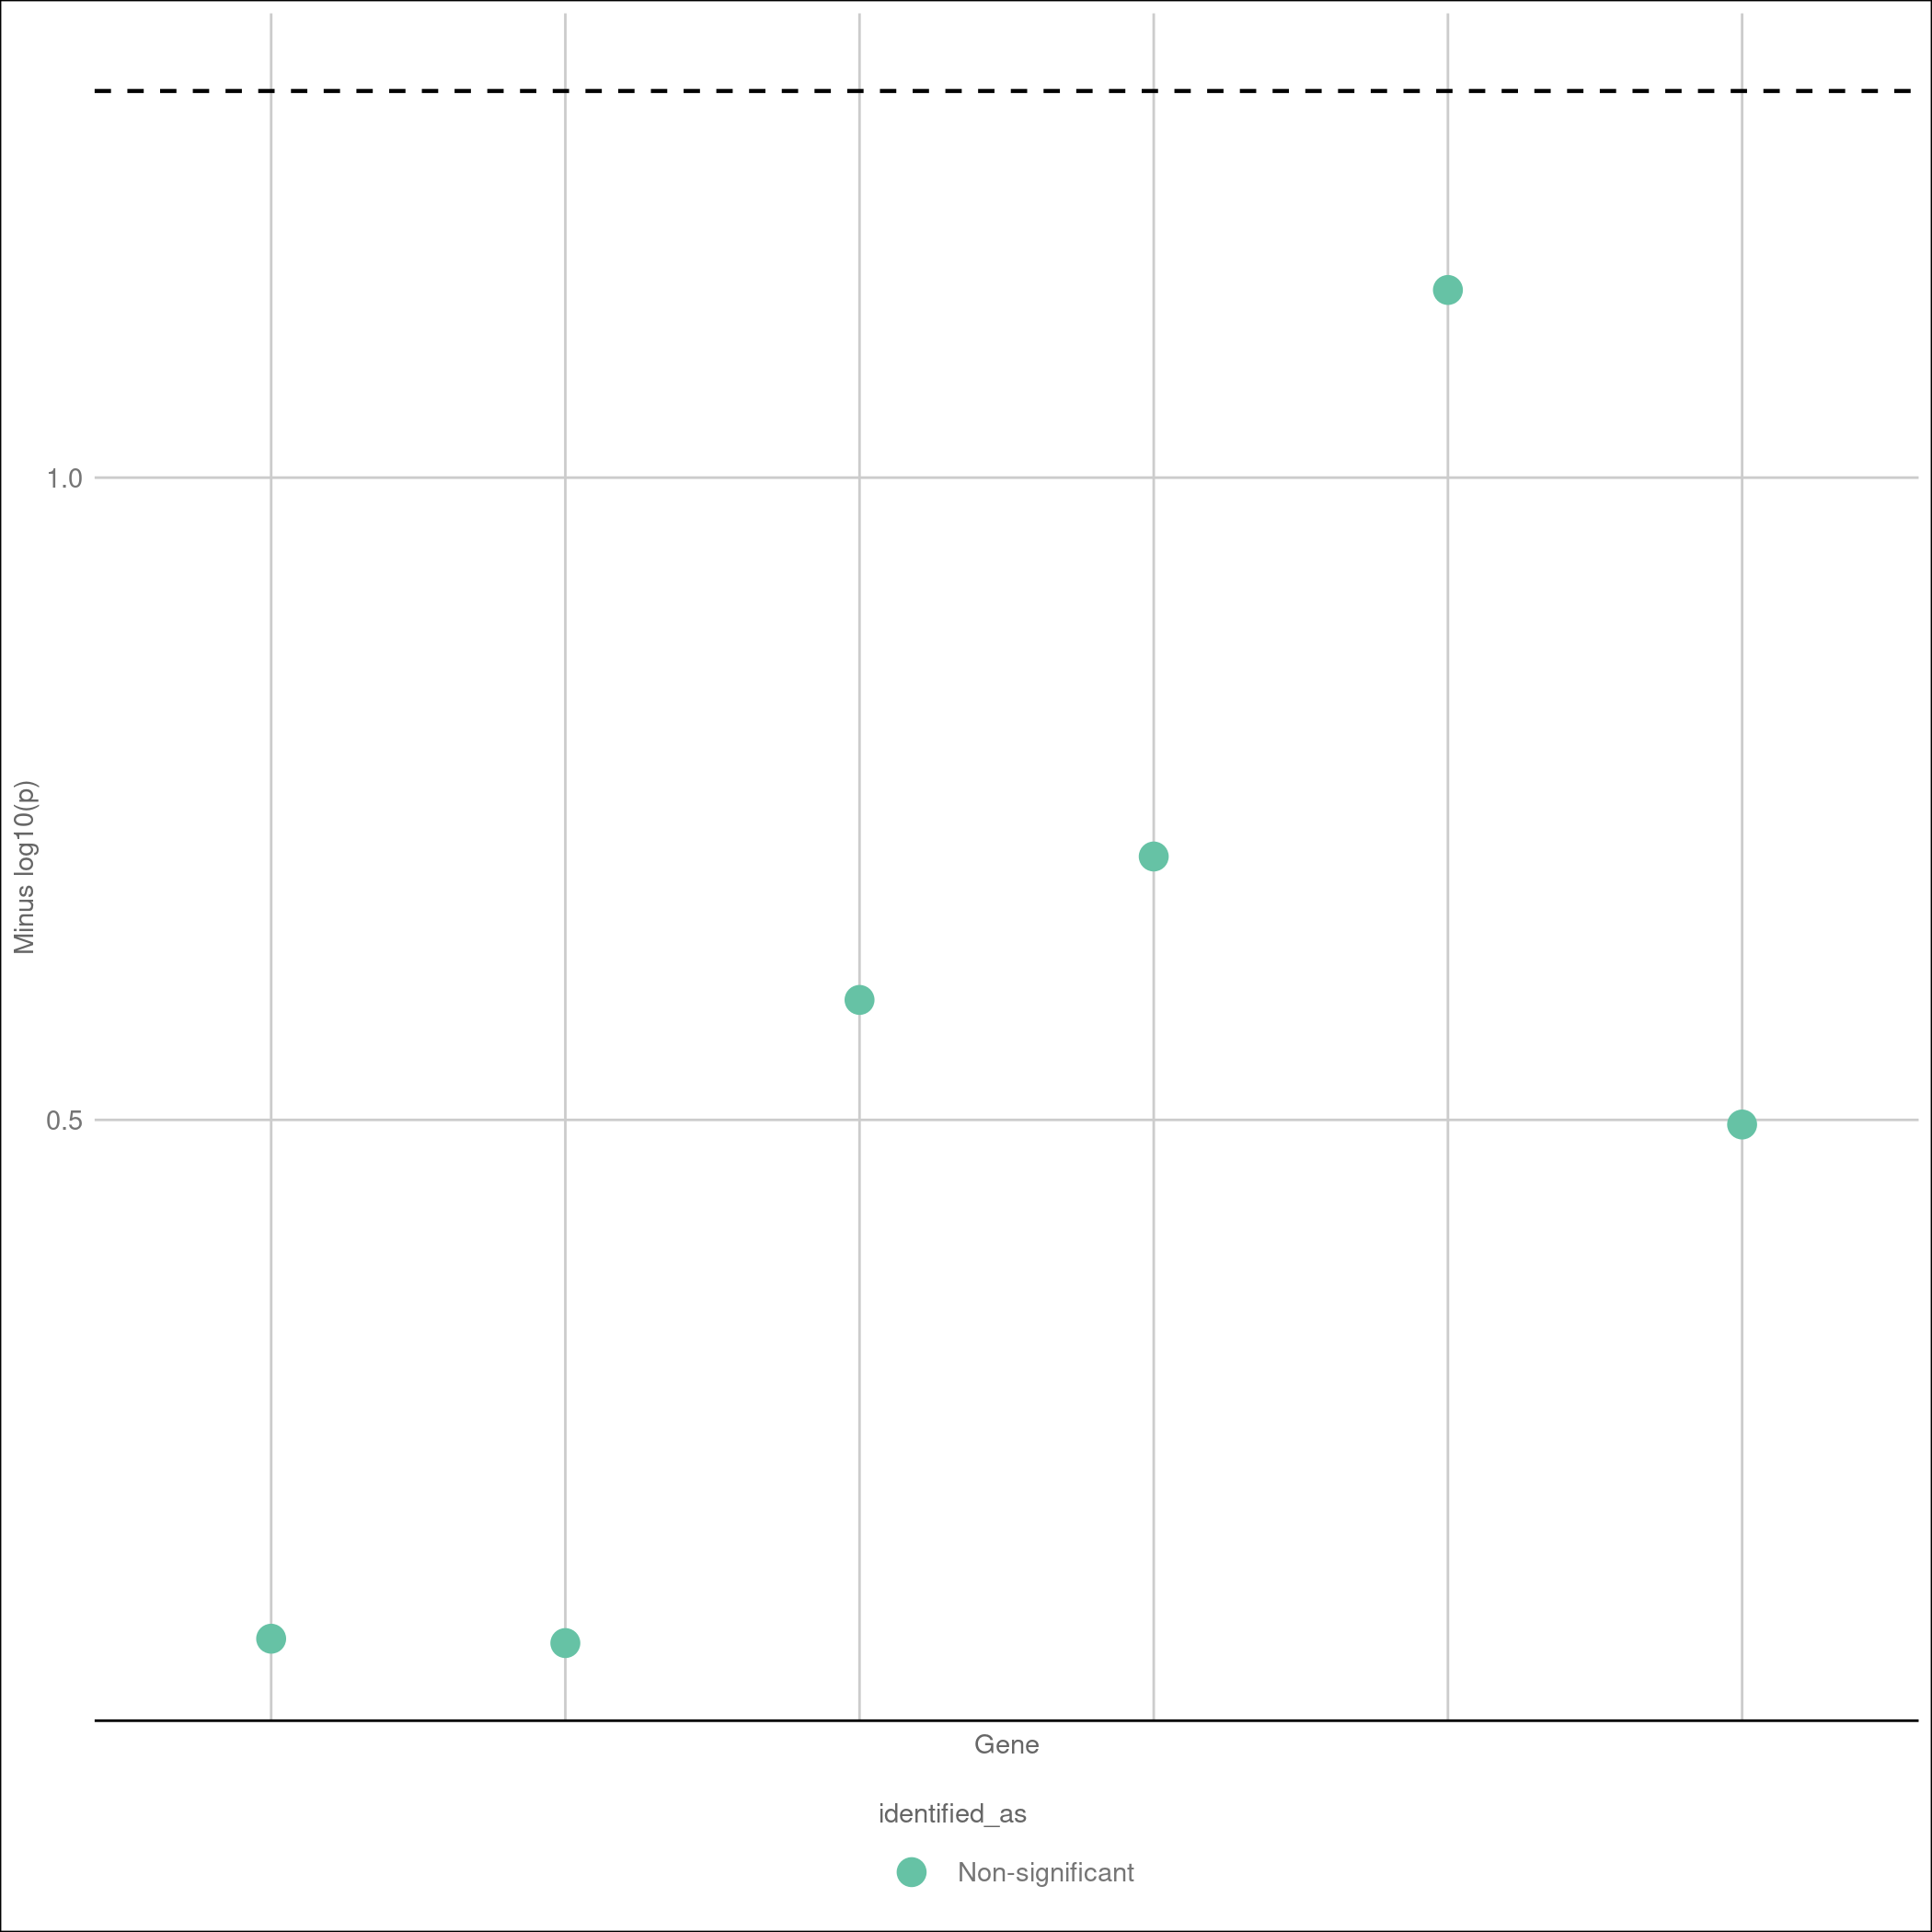 1.0
Minus log10(p)
0.5
Gene
identified_as
Non-significant